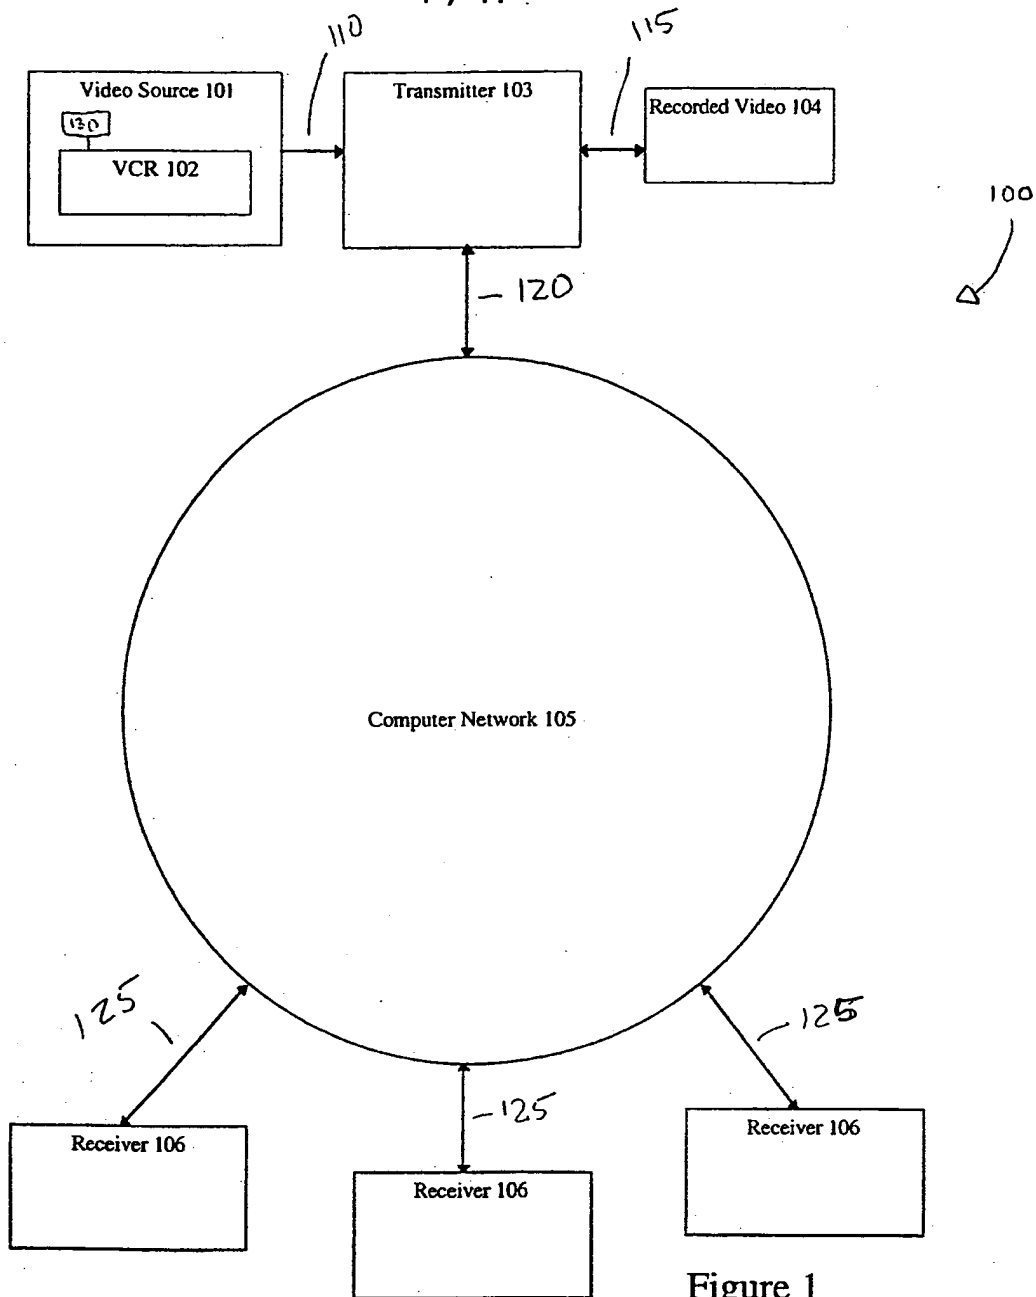 110
115
Video Source 101
130
VCR 102
Transmitter 103
Recorded Video 104
100
120
Computer Network 105
125
125
125
Receiver 106
Receiver 106
Receiver 106
Figure 1